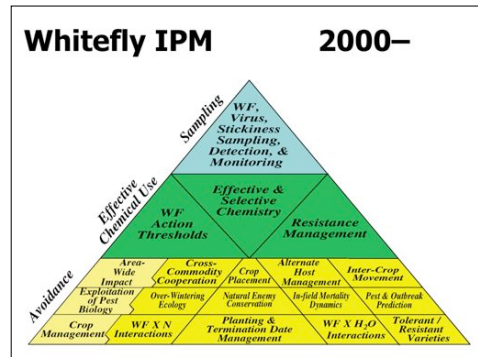 Whitefly IPM 2000–
Sampling
WF,
Virus,
Stickiness
Sampling,
Detection, &
Monitoring
Effective
Chemical Use
WF
Action
Thresholds
Effective &
Selective
Chemistry
Resistance
Management
Avoidance
Area-
Wide
Impact
Cross-
Commodity
Cooperation
Crop
Placement
Alternate
Host
Management
Inter-Crop
Movement
Exploitation
of Pest
Biology
Over-Wintering
Ecology
Natural Enemy
Conservation
In-field Mortality
Dynamics
Pest & Outbreak
Prediction
Crop
Management
WF X N
Interactions
Planting &
Termination Date
Management
WF X H₂O
Interactions
Tolerant /
Resistant
Varieties